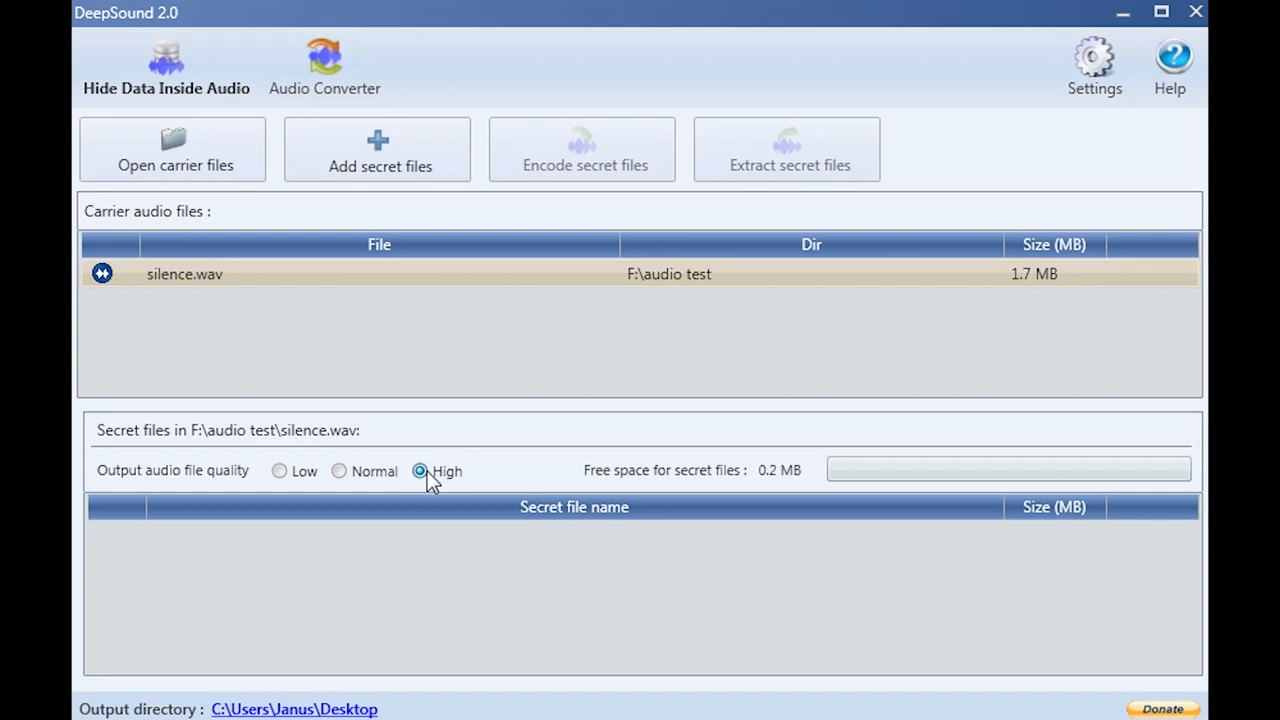 DeepSound 2.0
Hide Data Inside Audio Audio Converter Settings Help
Open carrier files Add secret files Encode secret files Extract secret files
Carrier audio files :
File Dir Size (MB)
silence.wav F:\audio test 1.7 MB
Secret files in F:\audio test\silence.wav:
Output audio file quality Low Normal High Free space for secret files : 0.2 MB
Secret file name Size (MB)
Output directory : C:\Users\Janus\Desktop Donate